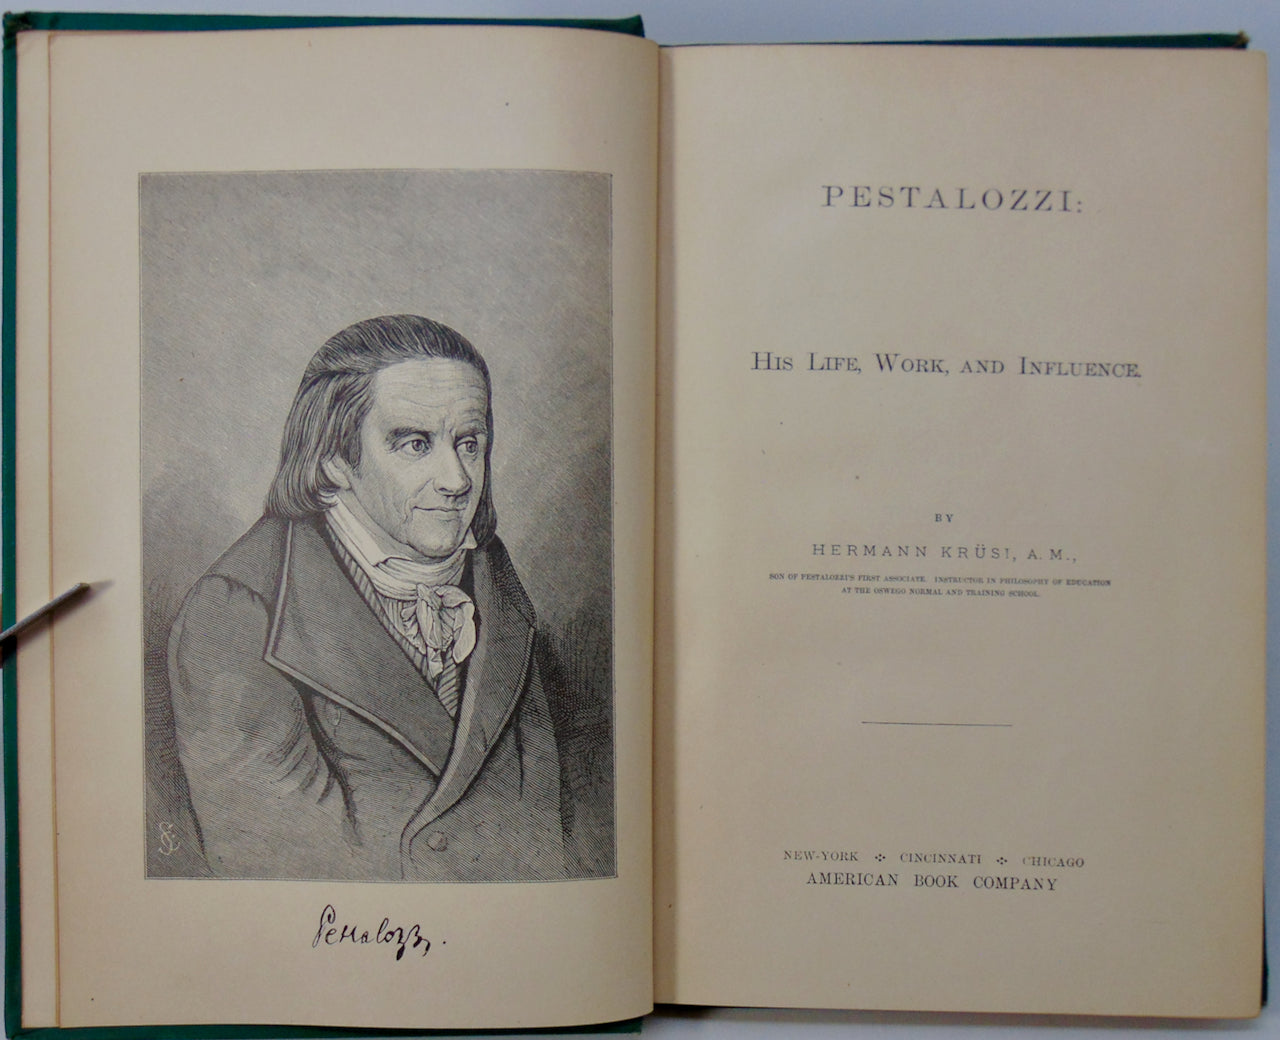 Pestalozzi.
PESTALOZZI:
HIS LIFE, WORK, AND INFLUENCE.
BY
HERMANN KRÜSI, A. M.,
SON OF PESTALOZZI'S FIRST ASSOCIATE. INSTRUCTOR IN PHILOSOPHY OF EDUCATION
AT THE OSWEGO NORMAL AND TRAINING SCHOOL.
NEW-YORK ⁘ CINCINNATI ⁘ CHICAGO
AMERICAN BOOK COMPANY